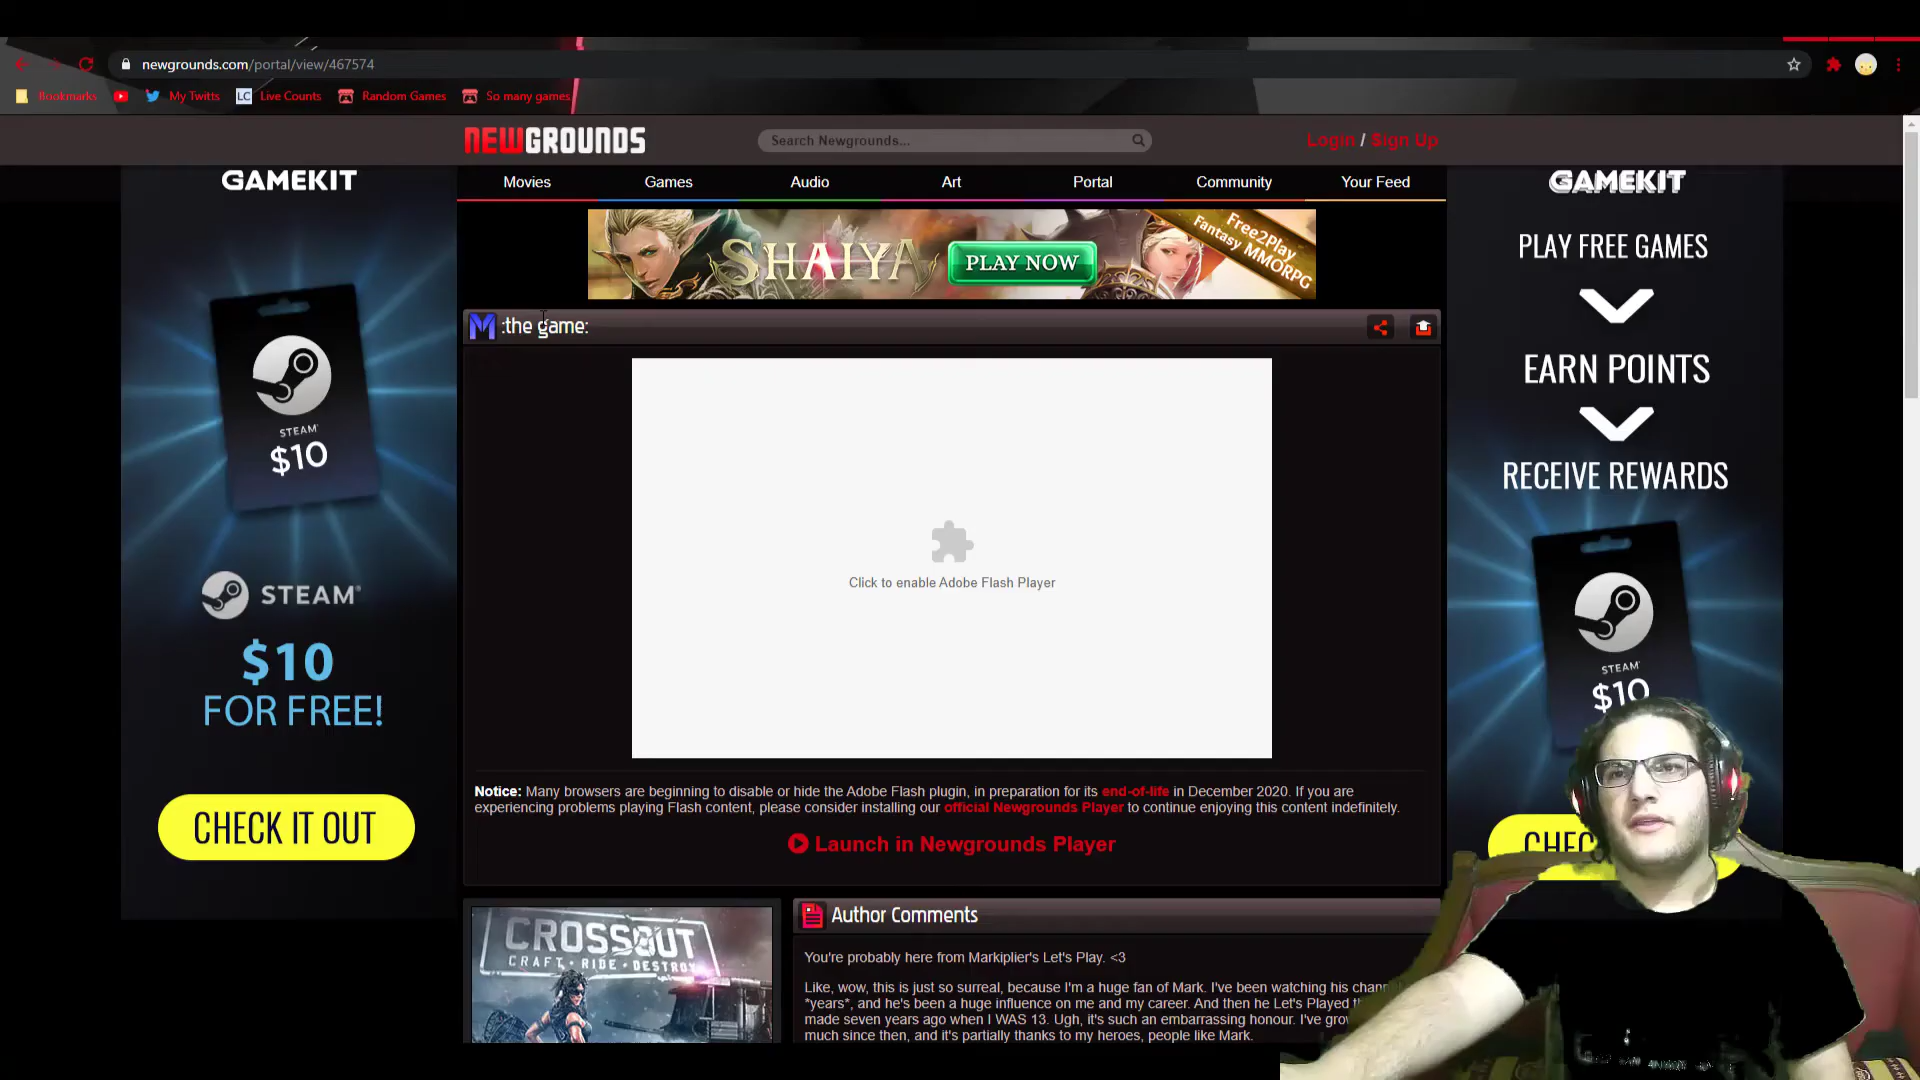 newgrounds.com/portal/view/467574
Bookmarks My Twitts LC Live Counts Random Games So many games
NEWGROUNDS
Search Newgrounds...
Login / Sign Up
Movies Games Audio Art Portal Community Your Feed
GAMEKIT
STEAM
$10
STEAM
$10
FOR FREE!
CHECK IT OUT
SHAIYA
PLAY NOW
Free2Play
Fantasy MMORPG
M :the game:
Click to enable Adobe Flash Player
Notice: Many browsers are beginning to disable or hide the Adobe Flash plugin, in preparation for its end-of-life in December 2020. If you are
experiencing problems playing Flash content, please consider installing our official Newgrounds Player to continue enjoying this content indefinitely.
Launch in Newgrounds Player
CROSSOUT
CRAFT • RIDE • DESTROY
Author Comments
You're probably here from Markiplier's Let's Play. <3
Like, wow, this is just so surreal, because I'm a huge fan of Mark. I've been watching his chann
*years*, and he's been a huge influence on me and my career. And then he Let's Played
made seven years ago when I WAS 13. Ugh, it's such an embarrassing honour. I've
much since then, and it's partially thanks to my heroes, people like Mark.
GAMEKIT
PLAY FREE GAMES
EARN POINTS
RECEIVE REWARDS
STEAM
$10